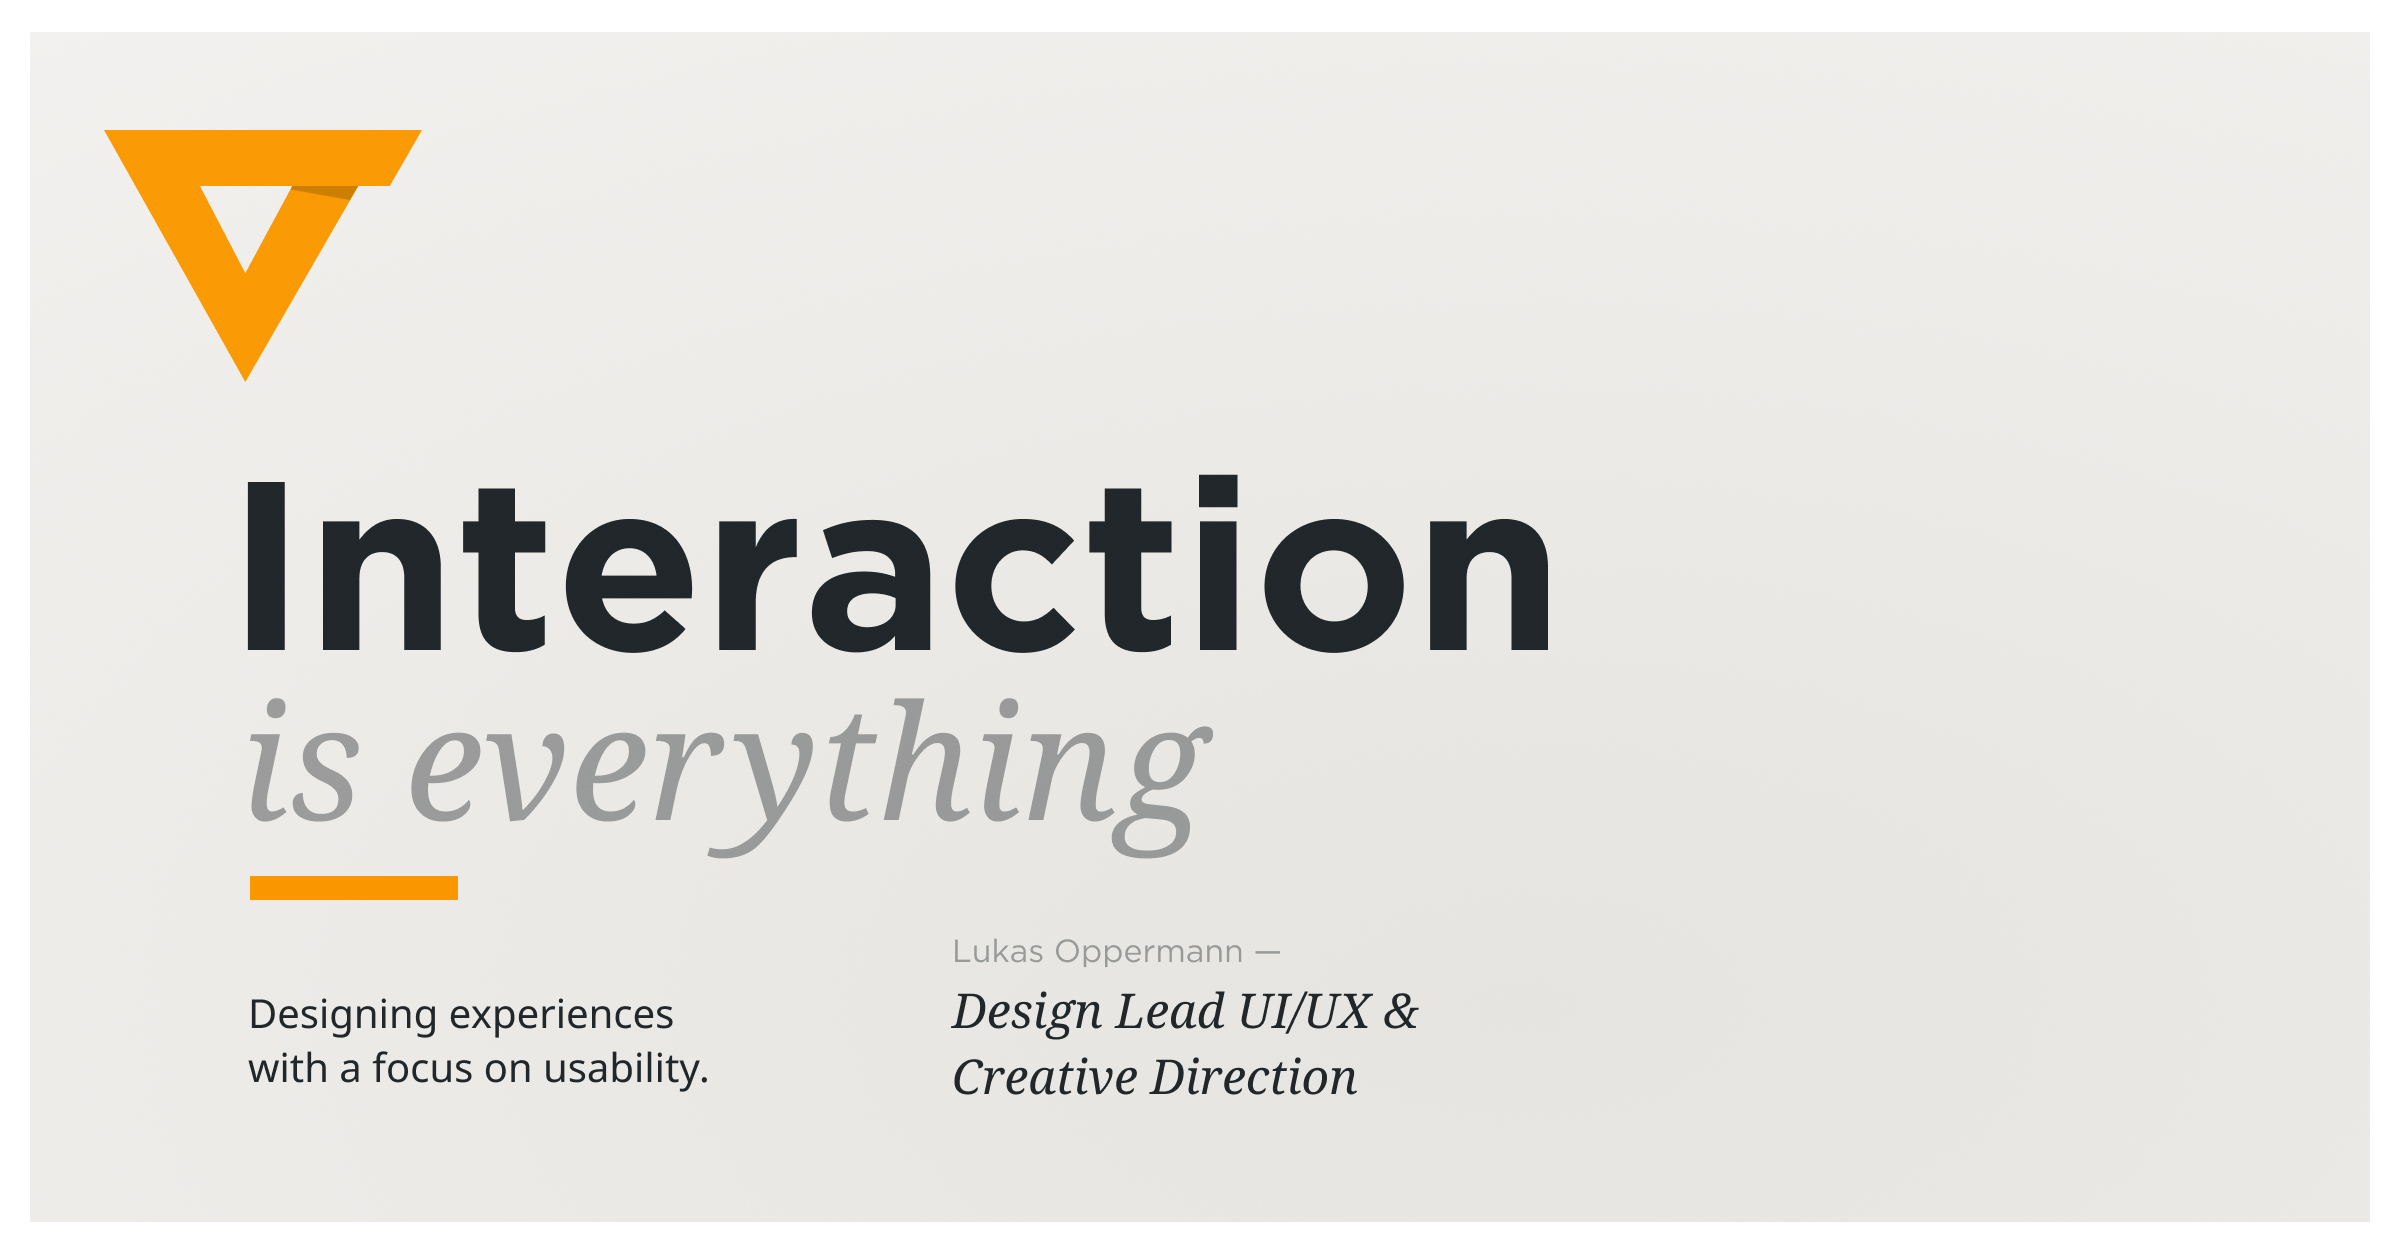 Interaction
is everything
Designing experiences
with a focus on usability.
Lukas Oppermann —
Design Lead UI/UX &
Creative Direction